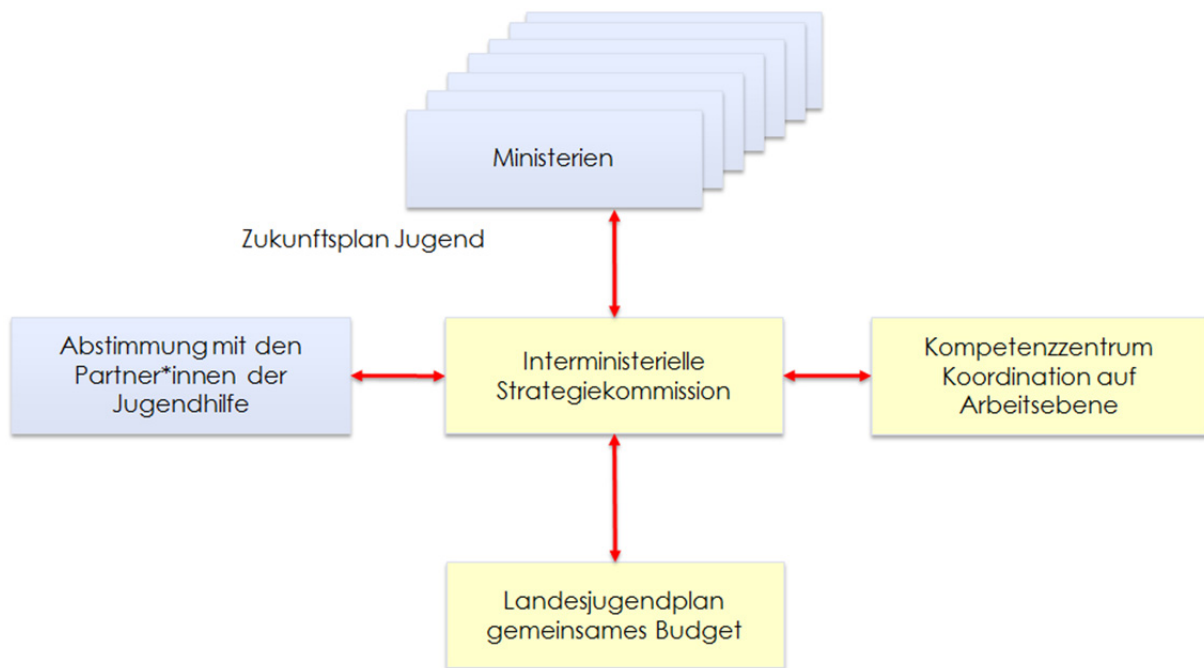 Ministerien
Zukunftsplan Jugend
Abstimmung mit den
Partner*innen der
Jugendhilfe
Interministerielle
Strategiekommission
Kompetenzzentrum
Koordination auf
Arbeitsebene
Landesjugendplan
gemeinsames Budget